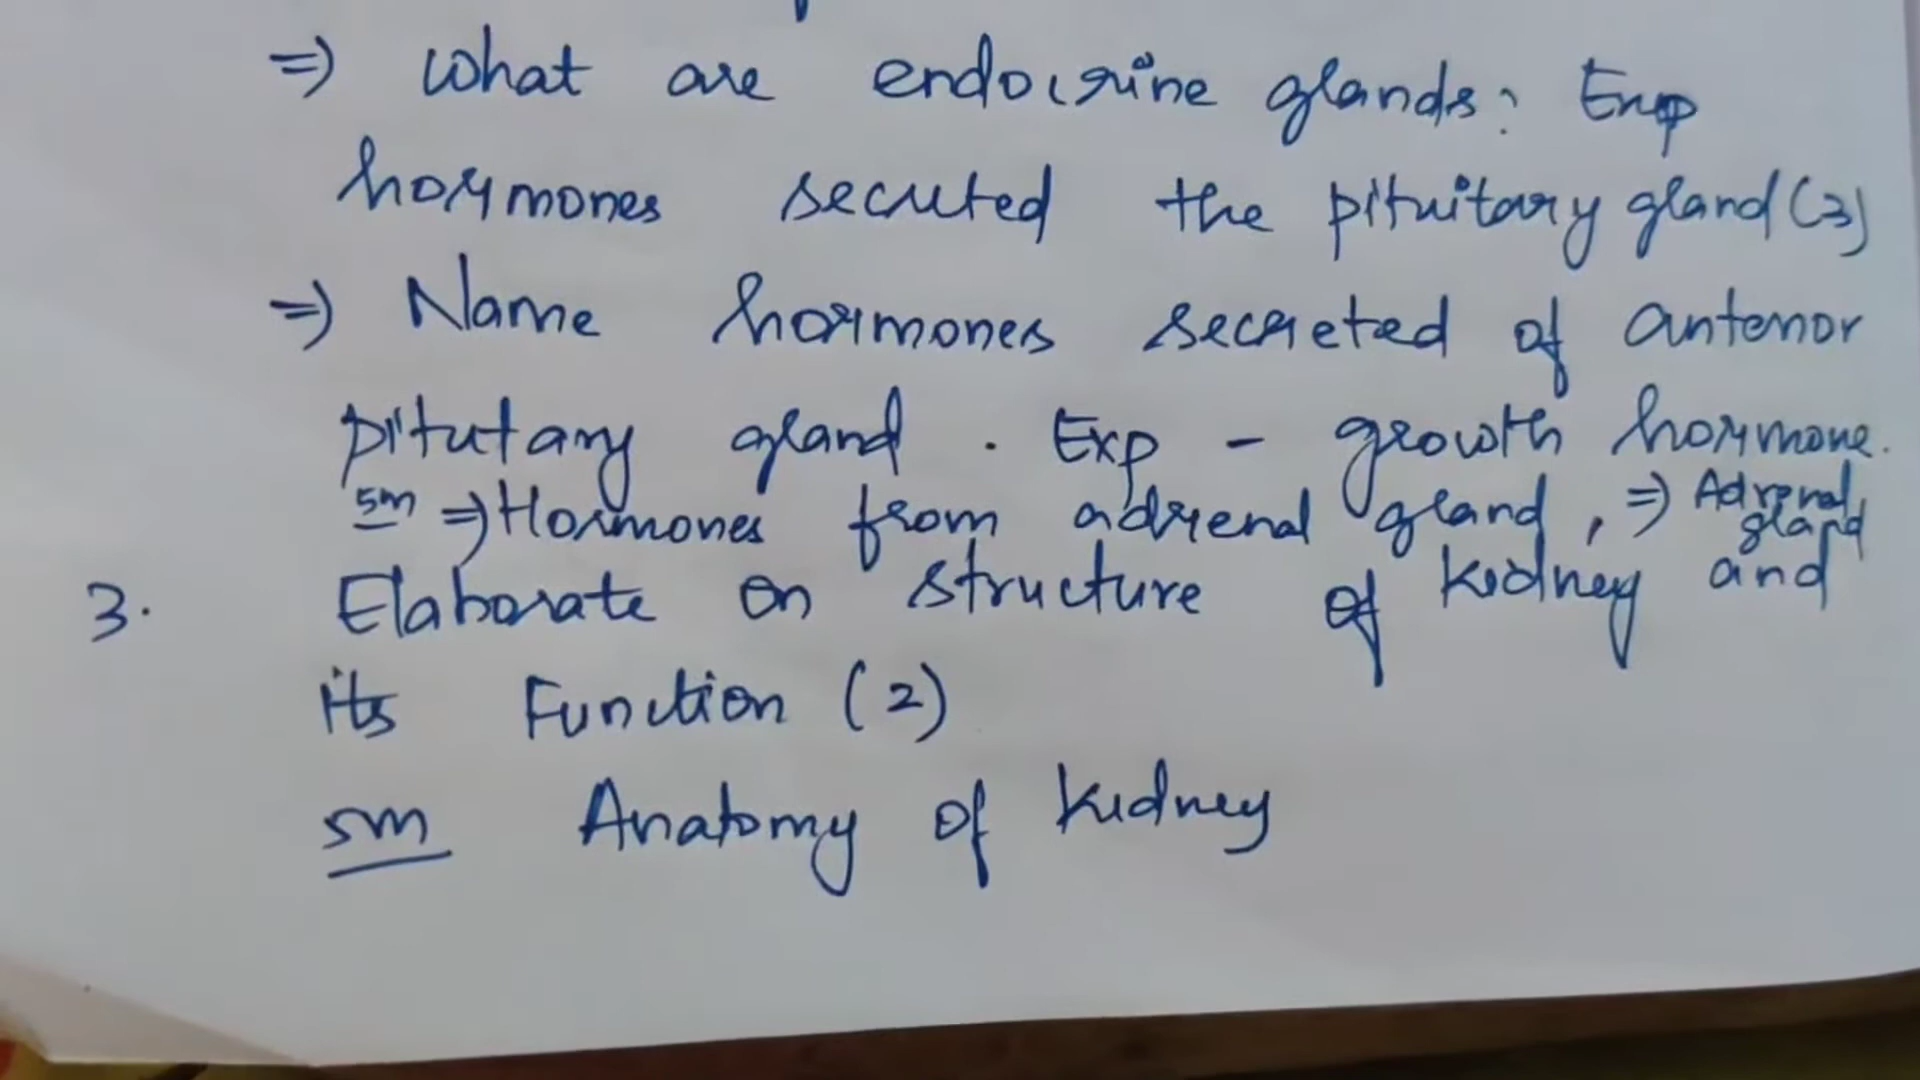 => What are endocrine glands? Exp
hormones secreted the pituitary gland (3)
=> Name hormones secreted of anterior
pitutary gland . Exp - growth hormone.
5m => Hormones from adrenal gland, => Adrenal gland
3. Elaborate on structure of kidney and
its Function (2)
5m Anatomy of kidney